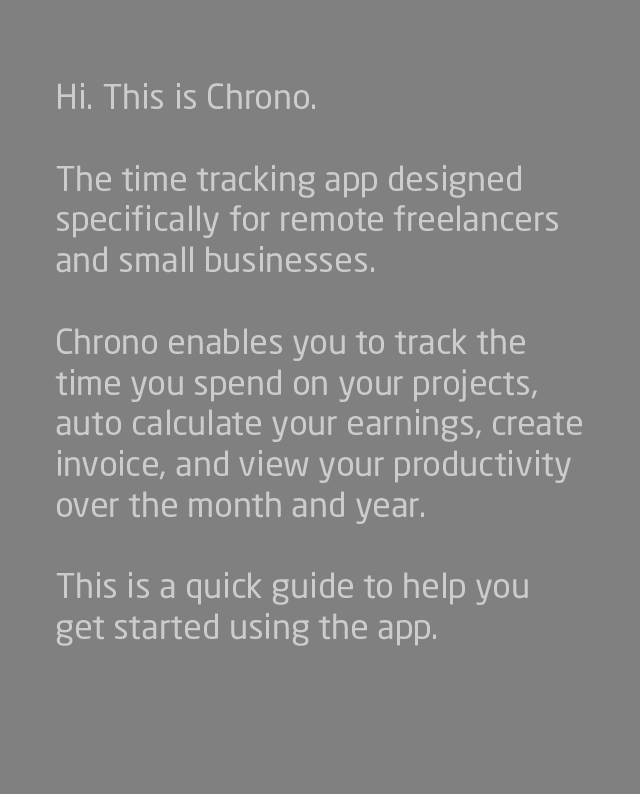 Hi. This is Chrono.
The time tracking app designed
specifically for remote freelancers
and small businesses.
Chrono enables you to track the
time you spend on your projects,
auto calculate your earnings, create
invoice, and view your productivity
over the month and year.
This is a quick guide to help you
get started using the app.